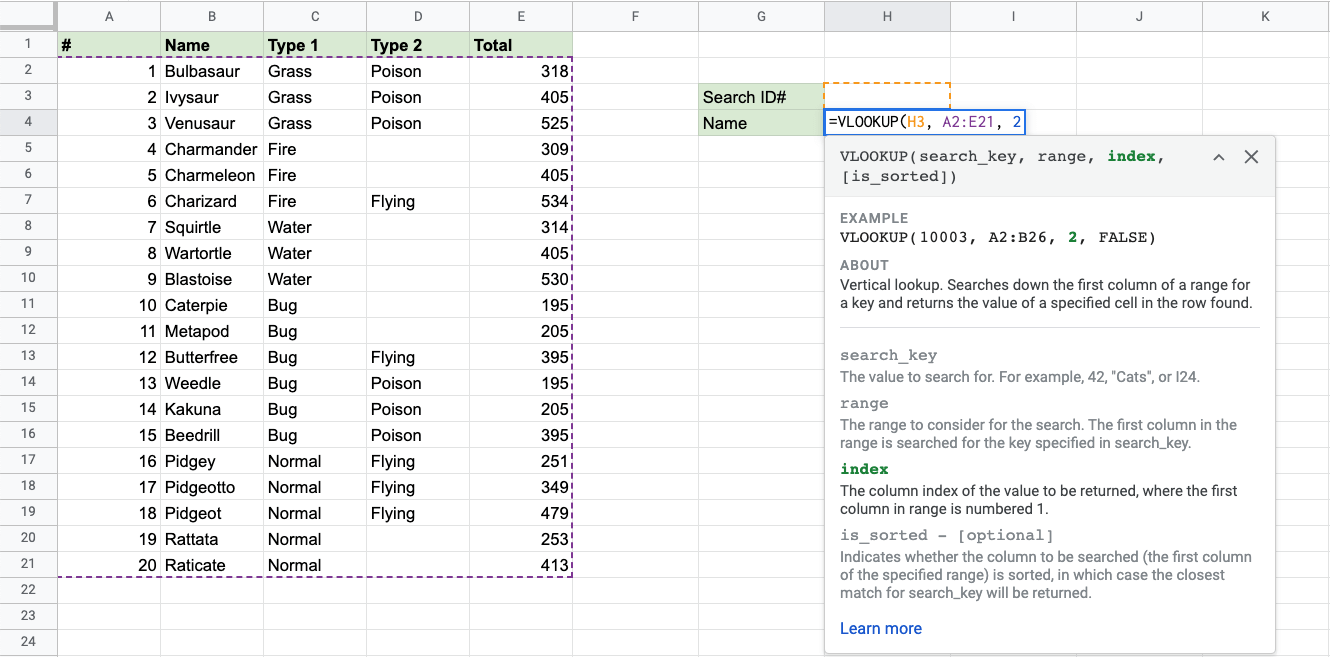 A B C D E F G H I J K
1 # Name Type 1 Type 2 Total
2 1 Bulbasaur Grass Poison 318
3 2 Ivysaur Grass Poison 405 Search ID#
4 3 Venusaur Grass Poison 525 Name =VLOOKUP(H3, A2:E21, 2
5 4 Charmander Fire 309
6 5 Charmeleon Fire 405
7 6 Charizard Fire Flying 534
8 7 Squirtle Water 314
9 8 Wartortle Water 405
10 9 Blastoise Water 530
11 10 Caterpie Bug 195
12 11 Metapod Bug 205
13 12 Butterfree Bug Flying 395
14 13 Weedle Bug Poison 195
15 14 Kakuna Bug Poison 205
16 15 Beedrill Bug Poison 395
17 16 Pidgey Normal Flying 251
18 17 Pidgeotto Normal Flying 349
19 18 Pidgeot Normal Flying 479
20 19 Rattata Normal 253
21 20 Raticate Normal 413
22
23
24
VLOOKUP(search_key, range, index,
[is_sorted])
EXAMPLE
VLOOKUP(10003, A2:B26, 2, FALSE)
ABOUT
Vertical lookup. Searches down the first column of a range for
a key and returns the value of a specified cell in the row found.
search_key
The value to search for. For example, 42, "Cats", or I24.
range
The range to consider for the search. The first column in the
range is searched for the key specified in search_key.
index
The column index of the value to be returned, where the first
column in range is numbered 1.
is_sorted - [optional]
Indicates whether the column to be searched (the first column
of the specified range) is sorted, in which case the closest
match for search_key will be returned.
Learn more